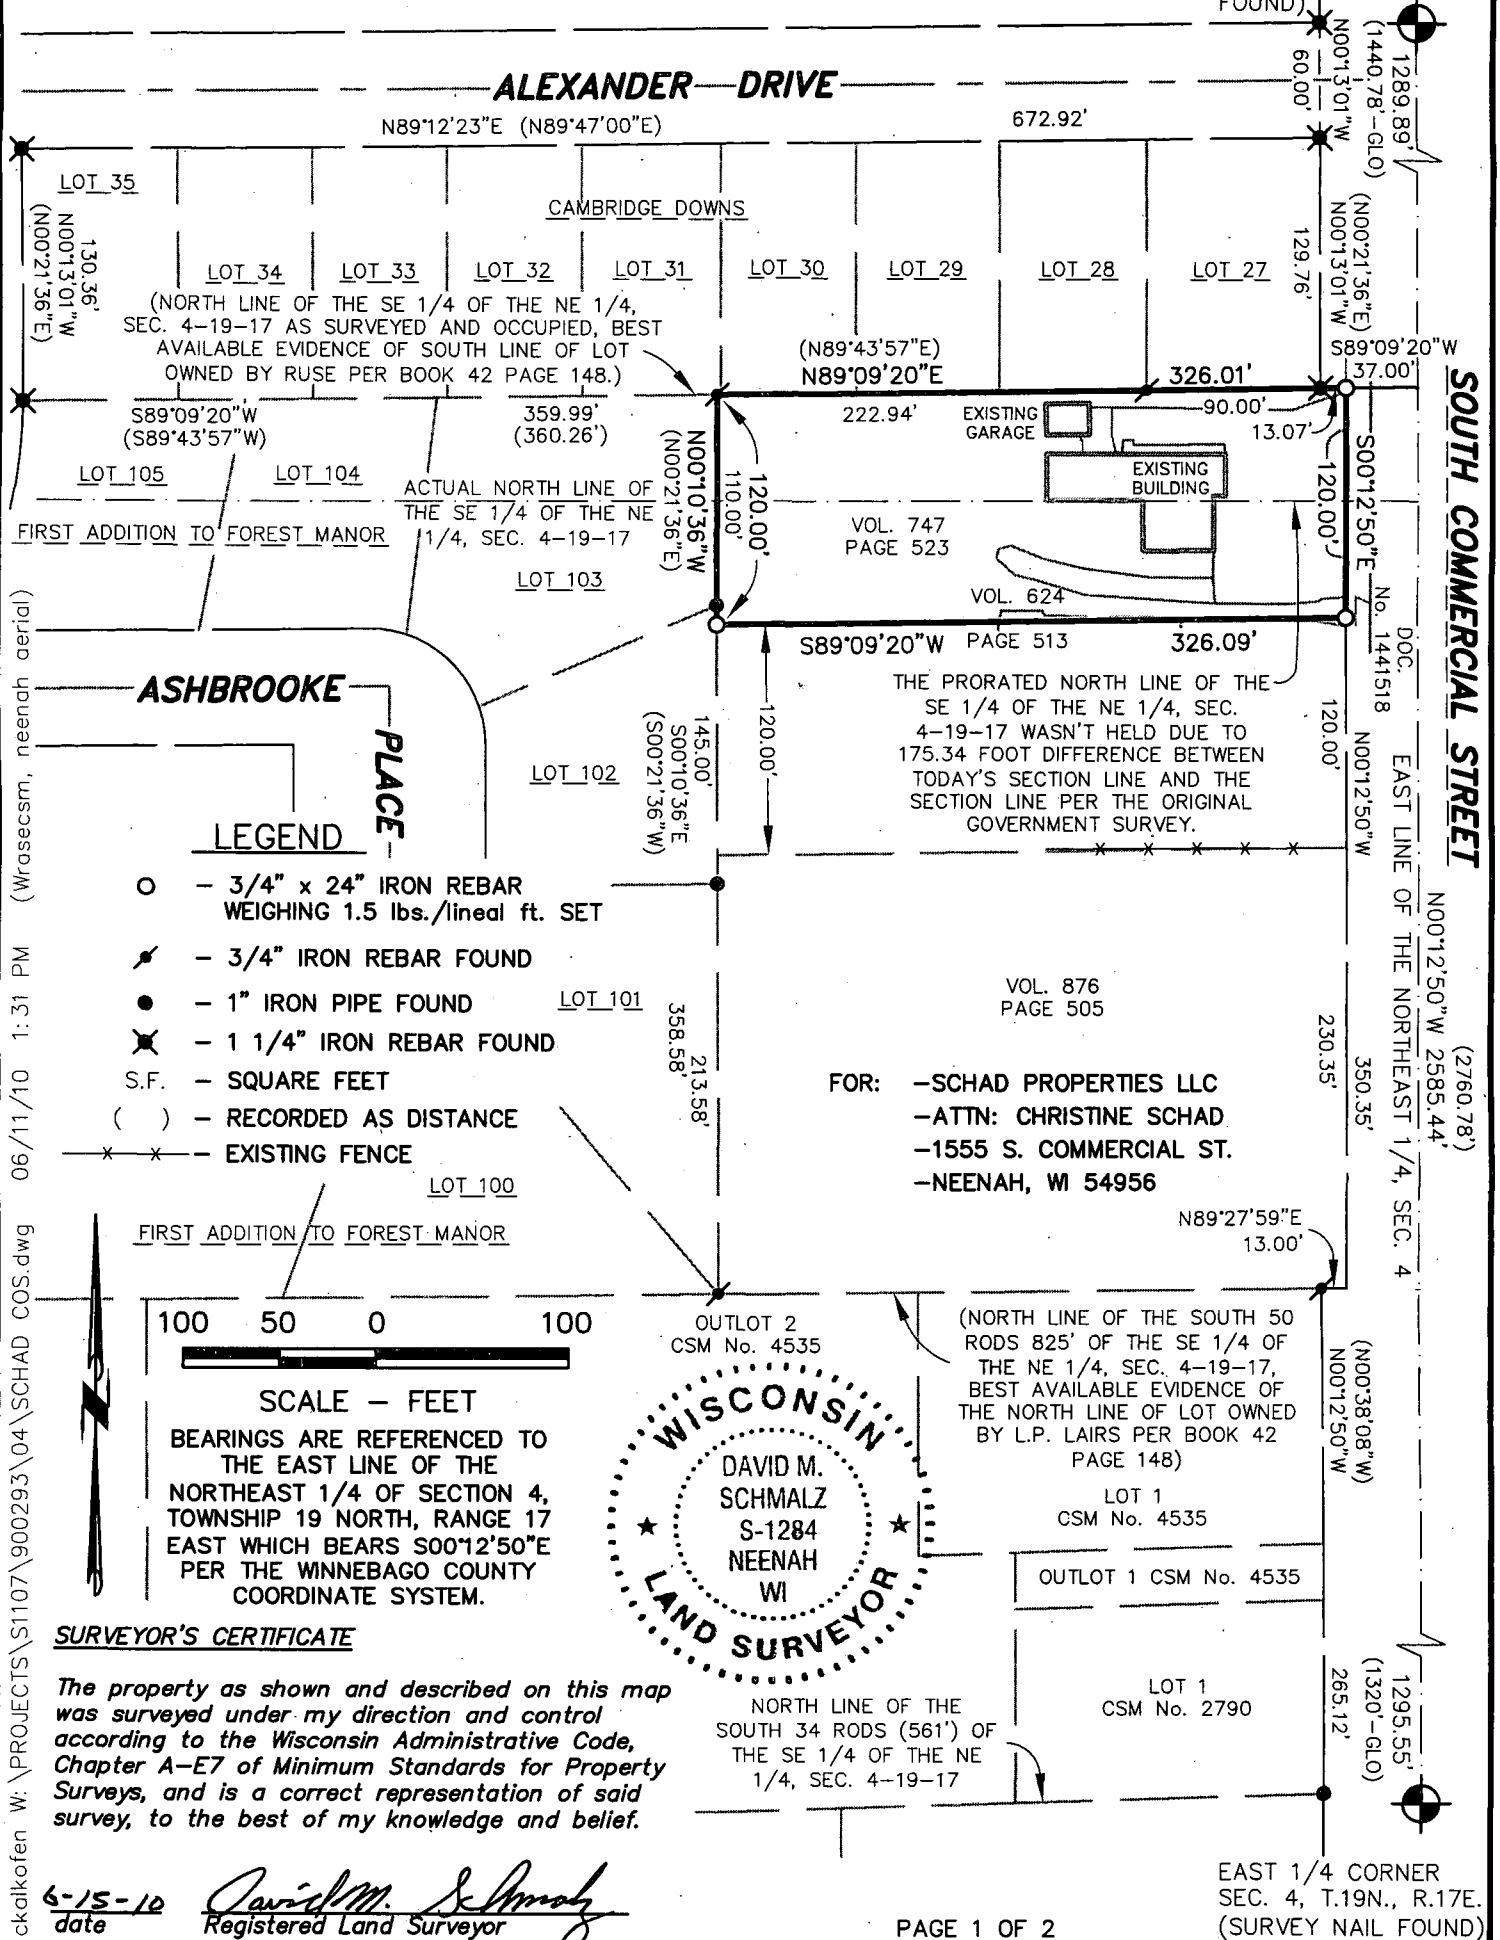 FOUND)
ALEXANDER DRIVE
N89°12'23"E (N89°47'00"E)
672.92'
60.00'
N00°13'01"W
(1440.78'-GLO)
1289.89'
LOT 35
CAMBRIDGE DOWNS
130.36'
N00°13'01"W
(N00°21'36"E)
LOT 34
LOT 33
LOT 32
LOT 31
LOT 30
LOT 29
LOT 28
LOT 27
129.76'
N00°13'01"W
(N00°21'36"E)
(NORTH LINE OF THE SE 1/4 OF THE NE 1/4,
SEC. 4-19-17 AS SURVEYED AND OCCUPIED, BEST
AVAILABLE EVIDENCE OF SOUTH LINE OF LOT
OWNED BY RUSE PER BOOK 42 PAGE 148.)
(N89°43'57"E)
N89°09'20"E
326.01'
S89°09'20"W
37.00'
S89°09'20"W
(S89°43'57"W)
359.99'
(360.26')
222.94'
EXISTING
GARAGE
90.00'
13.07'
LOT 105
LOT 104
ACTUAL NORTH LINE OF
THE SE 1/4 OF THE NE
1/4, SEC. 4-19-17
FIRST ADDITION TO FOREST MANOR
N00°10'36"W
(N00°21'36"E)
110.00'
120.00'
EXISTING
BUILDING
VOL. 747
PAGE 523
120.00'
S00°12'50"E
LOT 103
VOL. 624
PAGE 513
S89°09'20"W
326.09'
DOC.
No. 1441518
SOUTH COMMERCIAL STREET
ASHBROOKE
PLACE
THE PRORATED NORTH LINE OF THE
SE 1/4 OF THE NE 1/4, SEC.
4-19-17 WASN'T HELD DUE TO
175.34 FOOT DIFFERENCE BETWEEN
TODAY'S SECTION LINE AND THE
SECTION LINE PER THE ORIGINAL
GOVERNMENT SURVEY.
145.00'
S00°10'36"E
(S00°21'36"W)
120.00'
120.00'
N00°12'50"W
LOT 102
EAST LINE OF THE NORTHEAST 1/4, SEC. 4
N00°12'50"W 2585.44'
(2760.78')
LEGEND
- 3/4" x 24" IRON REBAR
WEIGHING 1.5 lbs./lineal ft. SET
- 3/4" IRON REBAR FOUND
- 1" IRON PIPE FOUND
- 1 1/4" IRON REBAR FOUND
S.F. - SQUARE FEET
( ) - RECORDED AS DISTANCE
x x - EXISTING FENCE
LOT 101
358.58'
213.58'
VOL. 876
PAGE 505
230.35'
350.35'
FOR: -SCHAD PROPERTIES LLC
-ATTN: CHRISTINE SCHAD
-1555 S. COMMERCIAL ST.
-NEENAH, WI 54956
LOT 100
FIRST ADDITION TO FOREST MANOR
N89°27'59"E
13.00'
100 50 0 100
SCALE - FEET
OUTLOT 2
CSM No. 4535
(NORTH LINE OF THE SOUTH 50
RODS 825' OF THE SE 1/4 OF
THE NE 1/4, SEC. 4-19-17,
BEST AVAILABLE EVIDENCE OF
THE NORTH LINE OF LOT OWNED
BY L.P. LAIRS PER BOOK 42
PAGE 148)
N00°12'50"W
(N00°38'08"W)
BEARINGS ARE REFERENCED TO
THE EAST LINE OF THE
NORTHEAST 1/4 OF SECTION 4,
TOWNSHIP 19 NORTH, RANGE 17
EAST WHICH BEARS S00°12'50"E
PER THE WINNEBAGO COUNTY
COORDINATE SYSTEM.
WISCONSIN
DAVID M.
SCHMALZ
S-1284
NEENAH
WI
LAND SURVEYOR
LOT 1
CSM No. 4535
OUTLOT 1 CSM No. 4535
LOT 1
CSM No. 2790
265.12'
(1320'-GLO)
1295.55'
NORTH LINE OF THE
SOUTH 34 RODS (561') OF
THE SE 1/4 OF THE NE
1/4, SEC. 4-19-17
SURVEYOR'S CERTIFICATE
The property as shown and described on this map
was surveyed under my direction and control
according to the Wisconsin Administrative Code,
Chapter A-E7 of Minimum Standards for Property
Surveys, and is a correct representation of said
survey, to the best of my knowledge and belief.
6-15-10
date
David M. Schmalz
Registered Land Surveyor
PAGE 1 OF 2
EAST 1/4 CORNER
SEC. 4, T.19N., R.17E.
(SURVEY NAIL FOUND)
ckalkofen W:\PROJECTS\S1107\900293\04\SCHAD COS.dwg 06/11/10 1:31 PM (Wrasecsm, neenah aerial)